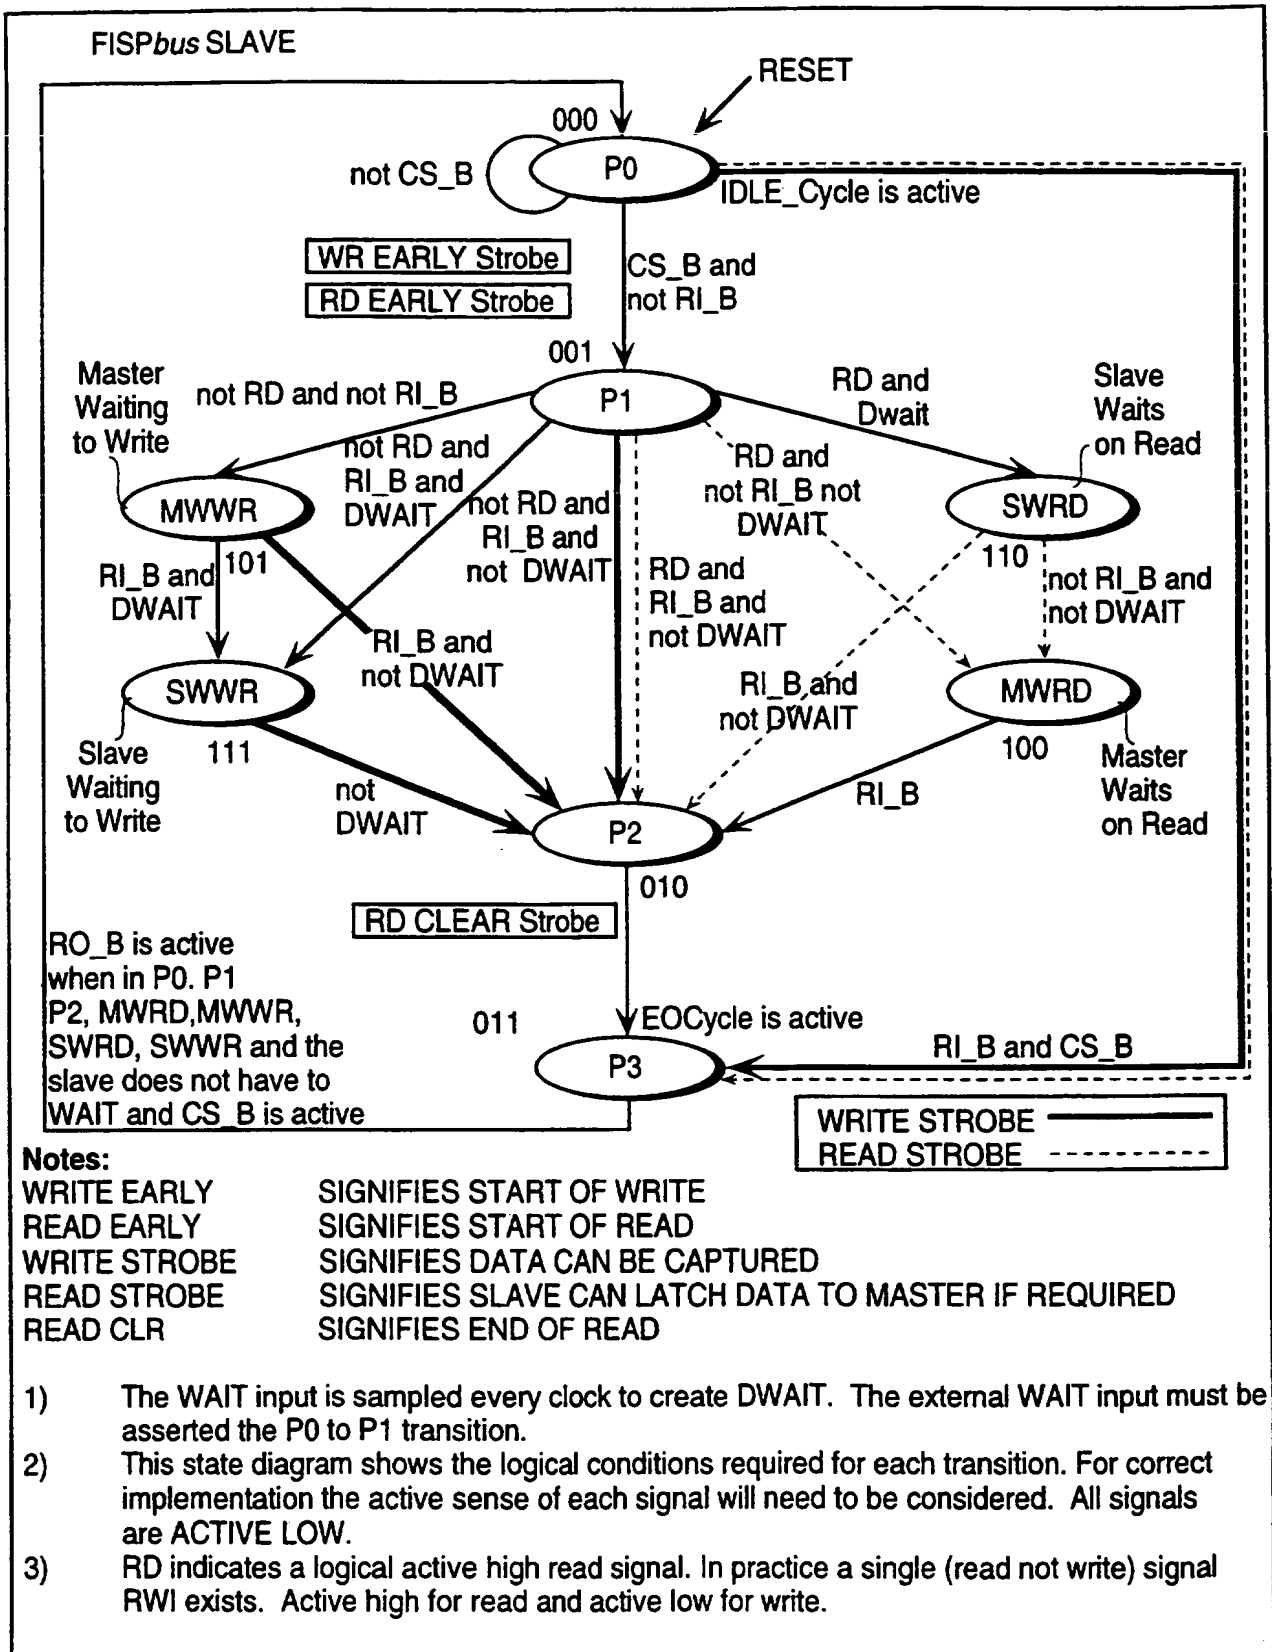 FISPbus SLAVE
RESET
000
P0
not CS_B
IDLE_Cycle is active
WR EARLY Strobe
RD EARLY Strobe
CS_B and
not RI_B
001
P1
Master
Waiting
to Write
not RD and not RI_B
RD and
Dwait
Slave
Waits
on Read
not RD and
RI_B and
DWAIT
not RD and
RI_B and
not DWAIT
RD and
not RI_B not
DWAIT
MWWR
101
SWRD
110
RI_B and
DWAIT
RD and
RI_B and
not DWAIT
not RI_B and
not DWAIT
RI_B and
not DWAIT
RI_B and
not DWAIT
SWWR
111
MWRD
100
Slave
Waiting
to Write
not
DWAIT
RI_B
Master
Waits
on Read
P2
010
RD CLEAR Strobe
RO_B is active
when in P0. P1
P2, MWRD,MWWR,
SWRD, SWWR and the
slave does not have to
WAIT and CS_B is active
011
EOCycle is active
P3
RI_B and CS_B
WRITE STROBE
READ STROBE
Notes:
WRITE EARLY SIGNIFIES START OF WRITE
READ EARLY SIGNIFIES START OF READ
WRITE STROBE SIGNIFIES DATA CAN BE CAPTURED
READ STROBE SIGNIFIES SLAVE CAN LATCH DATA TO MASTER IF REQUIRED
READ CLR SIGNIFIES END OF READ
1) The WAIT input is sampled every clock to create DWAIT. The external WAIT input must be
asserted the P0 to P1 transition.
2) This state diagram shows the logical conditions required for each transition. For correct
implementation the active sense of each signal will need to be considered. All signals
are ACTIVE LOW.
3) RD indicates a logical active high read signal. In practice a single (read not write) signal
RWI exists. Active high for read and active low for write.